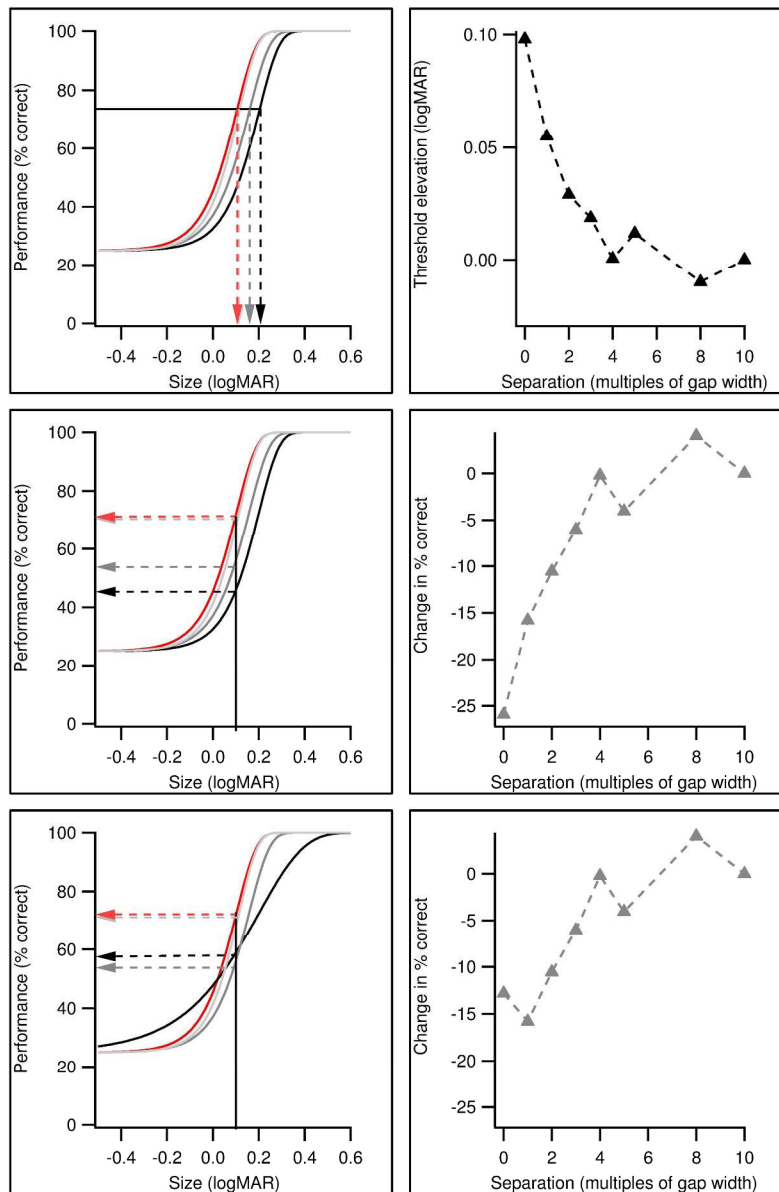 100
80
60
40
20
0
Performance (% correct)
-0.4 -0.2 0.0 0.2 0.4 0.6
Size (logMAR)
0.10
0.05
0.00
Threshold elevation (logMAR)
0 2 4 6 8 10
Separation (multiples of gap width)
100
80
60
40
20
0
Performance (% correct)
-0.4 -0.2 0.0 0.2 0.4 0.6
Size (logMAR)
0
-5
-10
-15
-20
-25
Change in % correct
0 2 4 6 8 10
Separation (multiples of gap width)
100
80
60
40
20
0
Performance (% correct)
-0.4 -0.2 0.0 0.2 0.4 0.6
Size (logMAR)
0
-5
-10
-15
-20
-25
Change in % correct
0 2 4 6 8 10
Separation (multiples of gap width)